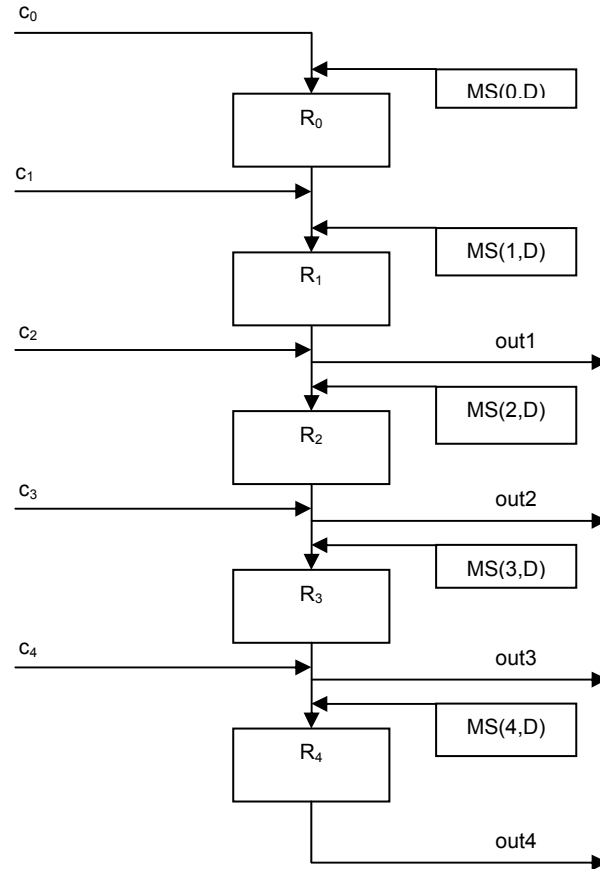 c₀
MS(0,D)
R₀
c₁
MS(1,D)
R₁
c₂
out1
MS(2,D)
R₂
c₃
out2
MS(3,D)
R₃
c₄
out3
MS(4,D)
R₄
out4